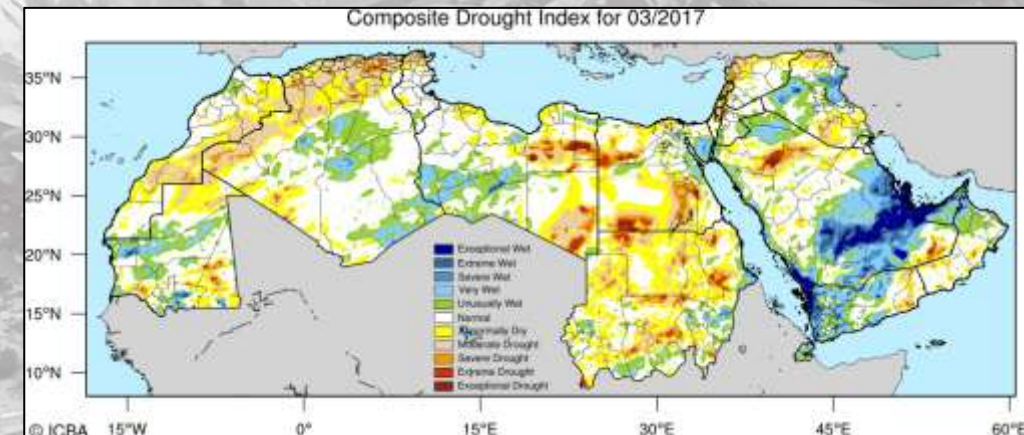 Composite Drought Index for 03/2017
35°N
30°N
25°N
20°N
15°N
10°N
Exceptional Wet
Extreme Wet
Severe Wet
Very Wet
Unusually Wet
Normal
Abnormally Dry
Moderate Drought
Severe Drought
Extreme Drought
Exceptional Drought
© ICBA 15°W 0° 15°E 30°E 45°E 60°E